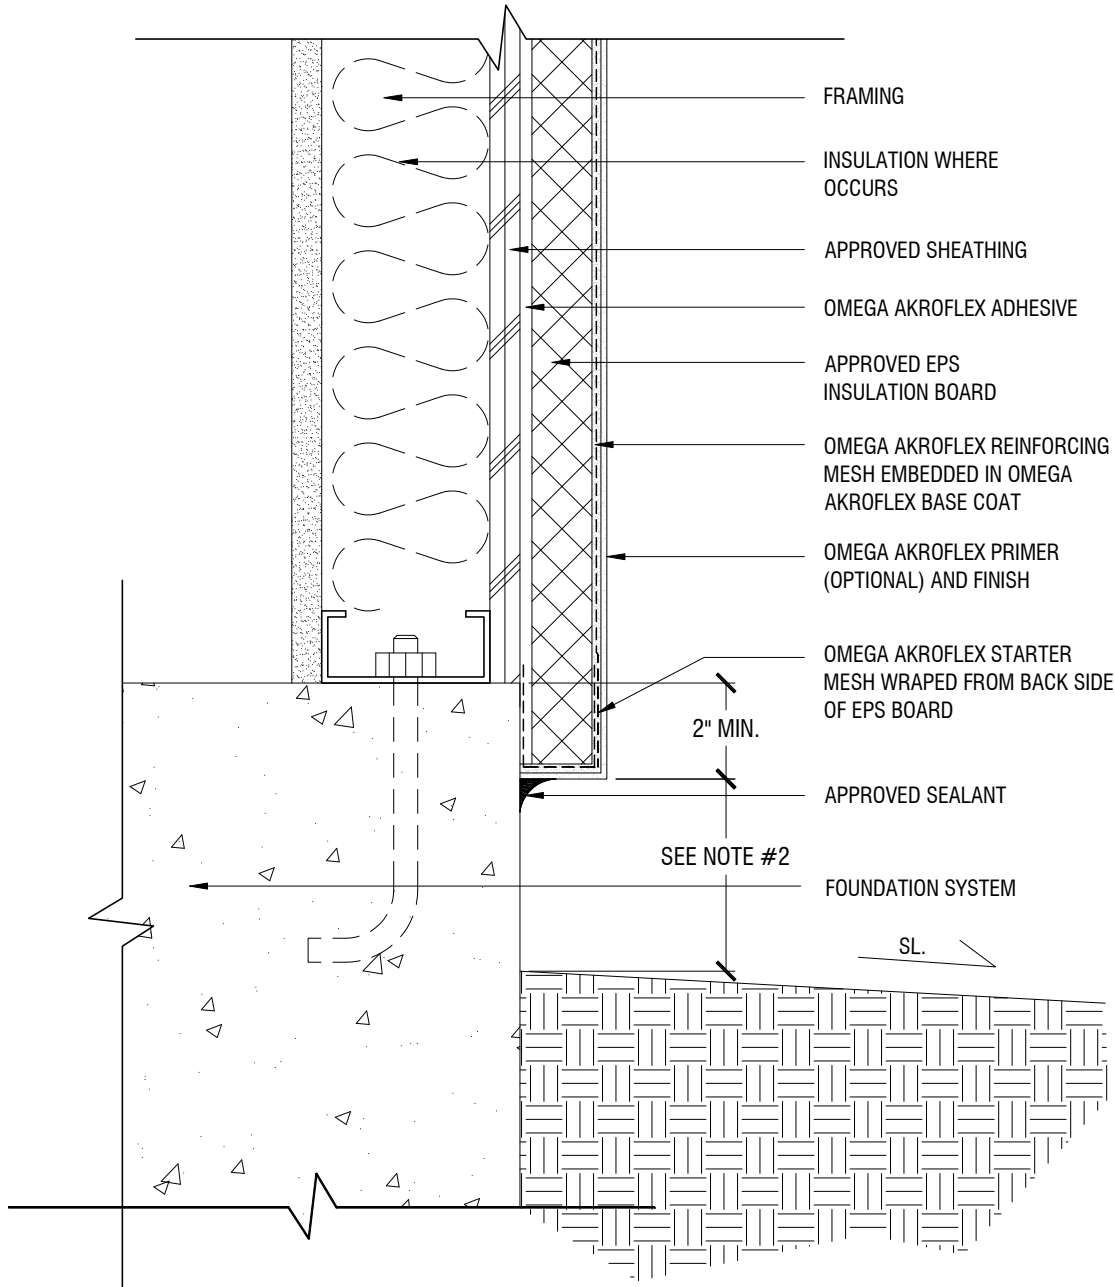 FRAMING
INSULATION WHERE
OCCURS
APPROVED SHEATHING
OMEGA AKROFLEX ADHESIVE
APPROVED EPS
INSULATION BOARD
OMEGA AKROFLEX REINFORCING
MESH EMBEDDED IN OMEGA
AKROFLEX BASE COAT
OMEGA AKROFLEX PRIMER
(OPTIONAL) AND FINISH
OMEGA AKROFLEX STARTER
MESH WRAPED FROM BACK SIDE
OF EPS BOARD
2" MIN.
APPROVED SEALANT
SEE NOTE #2
FOUNDATION SYSTEM
SL.